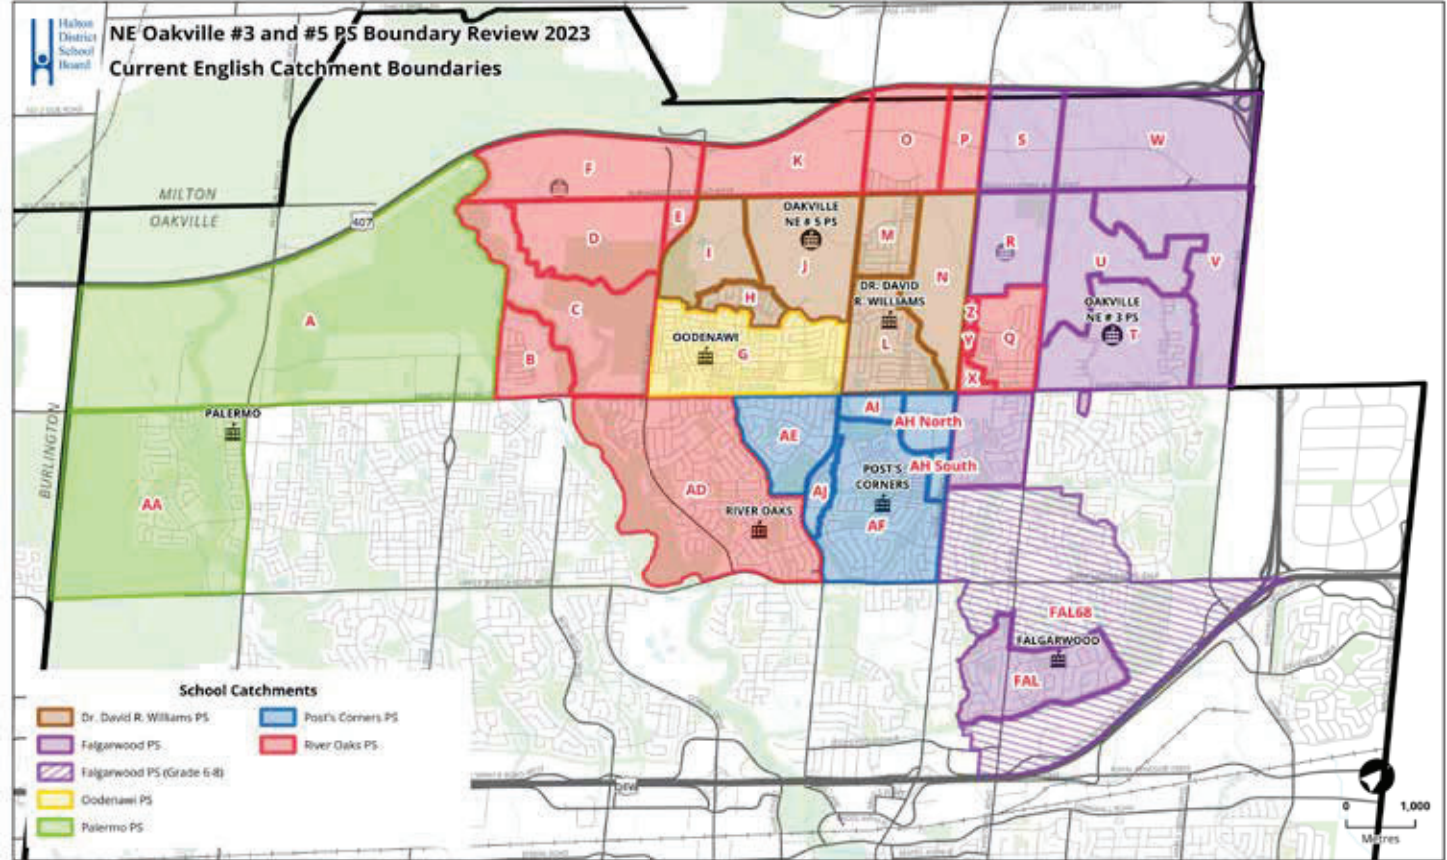 Halton
District
School
Board
NE Oakville #3 and #5 PS Boundary Review 2023
Current English Catchment Boundaries
MILTON
OAKVILLE
407
BURLINGTON
F
K
O
P
S
W
E
D
I
OAKVILLE
NE # 5 PS
J
M
N
R
U
V
A
C
H
DR. DAVID
R. WILLIAMS
OAKVILLE
NE # 3 PS
T
B
OODENAWI
G
L
Z
Y
Q
X
PALERMO
AA
AE
AI
AH North
AH South
POST'S
CORNERS
AD
AJ
RIVER OAKS
AF
FAL68
FALGARWOOD
FAL
QEW
School Catchments
Dr. David R. Williams PS
Falgarwood PS
Falgarwood PS (Grade 6-8)
Oodenawi PS
Palermo PS
Post's Corners PS
River Oaks PS
0 1,000
Metres